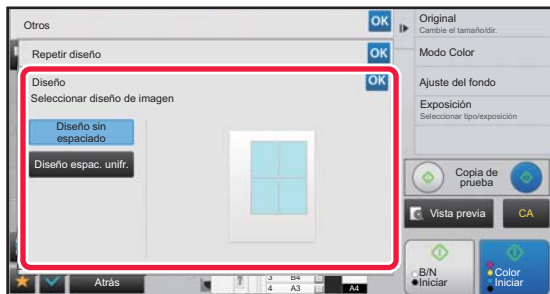 Otros
OK
Repetir diseño
OK
Diseño
OK
Seleccionar diseño de imagen
Diseño sin
espaciado
Diseño espac. unifr.
Original
Cambie el tamaño/dir.
Modo Color
Ajuste del fondo
Exposición
Seleccionar tipo/exposición
Copia de
prueba
Vista previa
CA
B/N
Iniciar
Color
Iniciar
Atrás
3 B4
4 A3
A4